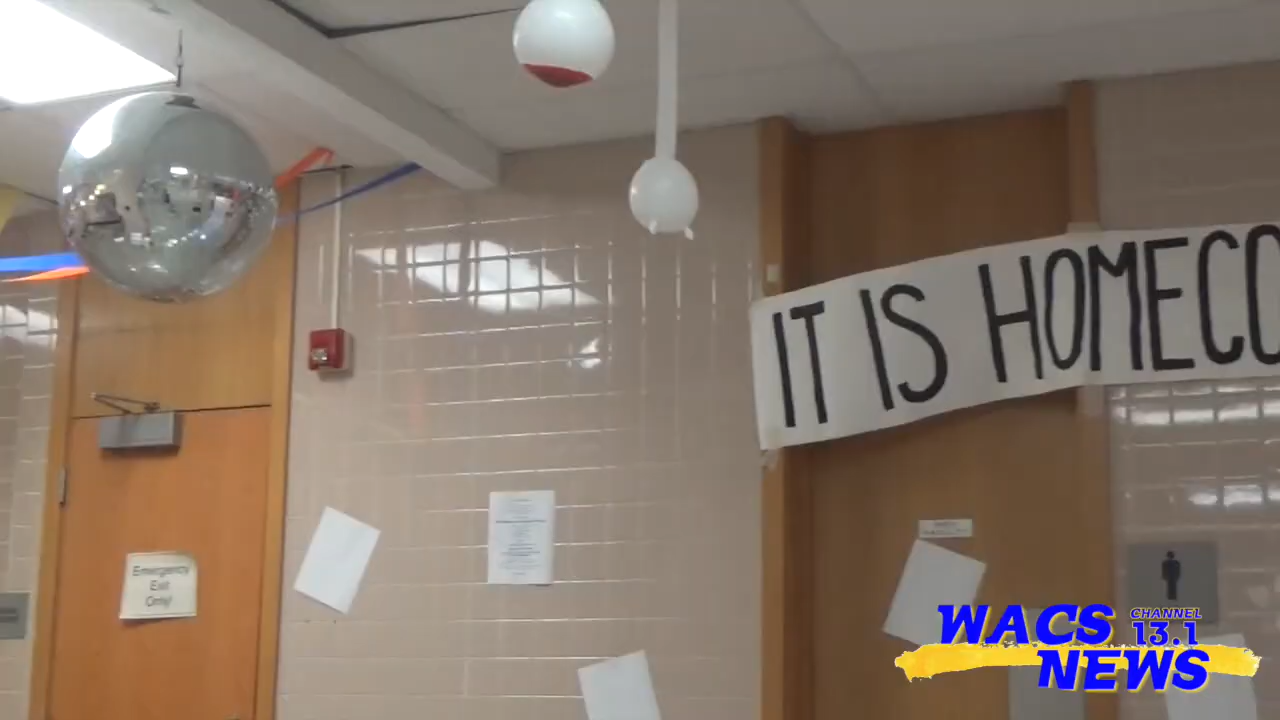 IT IS HOMECO
Emergency
Exit
Only!
WACS CHANNEL 13.1
NEWS